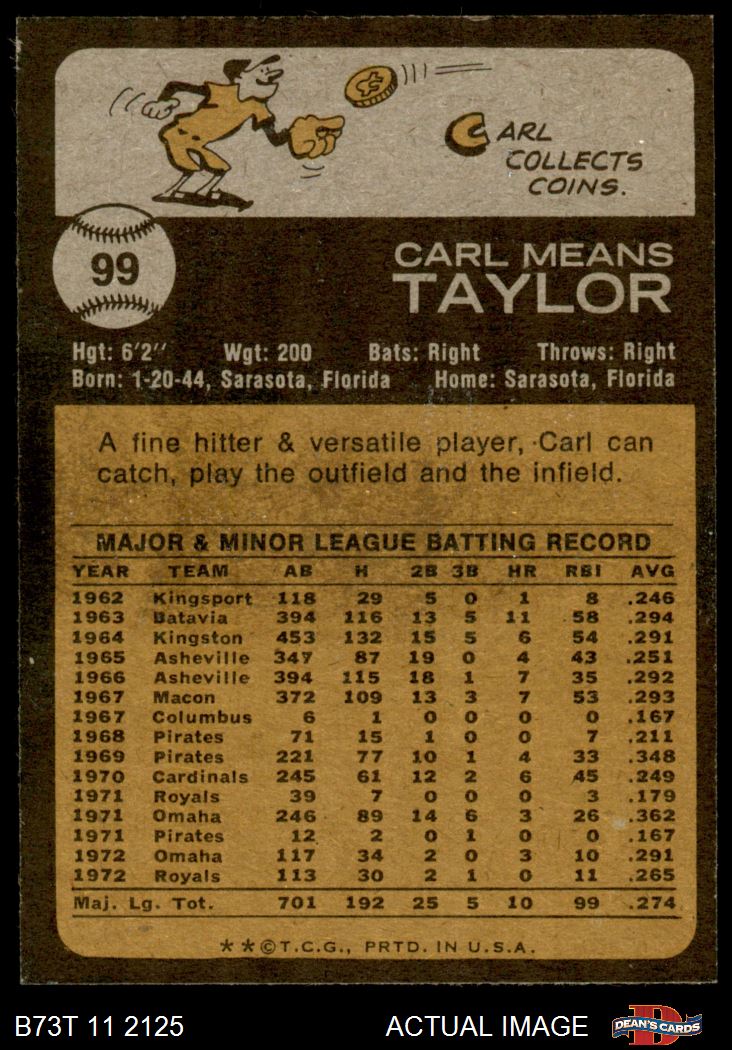 CARL
COLLECTS
COINS.
99
CARL MEANS
TAYLOR
Hgt: 6'2" Wgt: 200 Bats: Right Throws: Right
Born: 1-20-44, Sarasota, Florida Home: Sarasota, Florida
A fine hitter & versatile player, Carl can
catch, play the outfield and the infield.
MAJOR & MINOR LEAGUE BATTING RECORD
YEAR TEAM AB H 2B 3B HR RBI AVG
1962 Kingsport 118 29 5 0 1 8 .246
1963 Batavia 394 116 13 5 11 58 .294
1964 Kingston 453 132 15 5 6 54 .291
1965 Asheville 347 87 19 0 4 43 .251
1966 Asheville 394 115 18 1 7 35 .292
1967 Macon 372 109 13 3 7 53 .293
1967 Columbus 6 1 0 0 0 0 .167
1968 Pirates 71 15 1 0 0 7 .211
1969 Pirates 221 77 10 1 4 33 .348
1970 Cardinals 245 61 12 2 6 45 .249
1971 Royals 39 7 0 0 0 3 .179
1971 Omaha 246 89 14 6 3 26 .362
1971 Pirates 12 2 0 1 0 0 .167
1972 Omaha 117 34 2 0 3 10 .291
1972 Royals 113 30 2 1 0 11 .265
Maj. Lg. Tot. 701 192 25 5 10 99 .274
**©T.C.G., PRTD. IN U.S.A.
B73T 11 2125 ACTUAL IMAGE DEAN'S CARDS